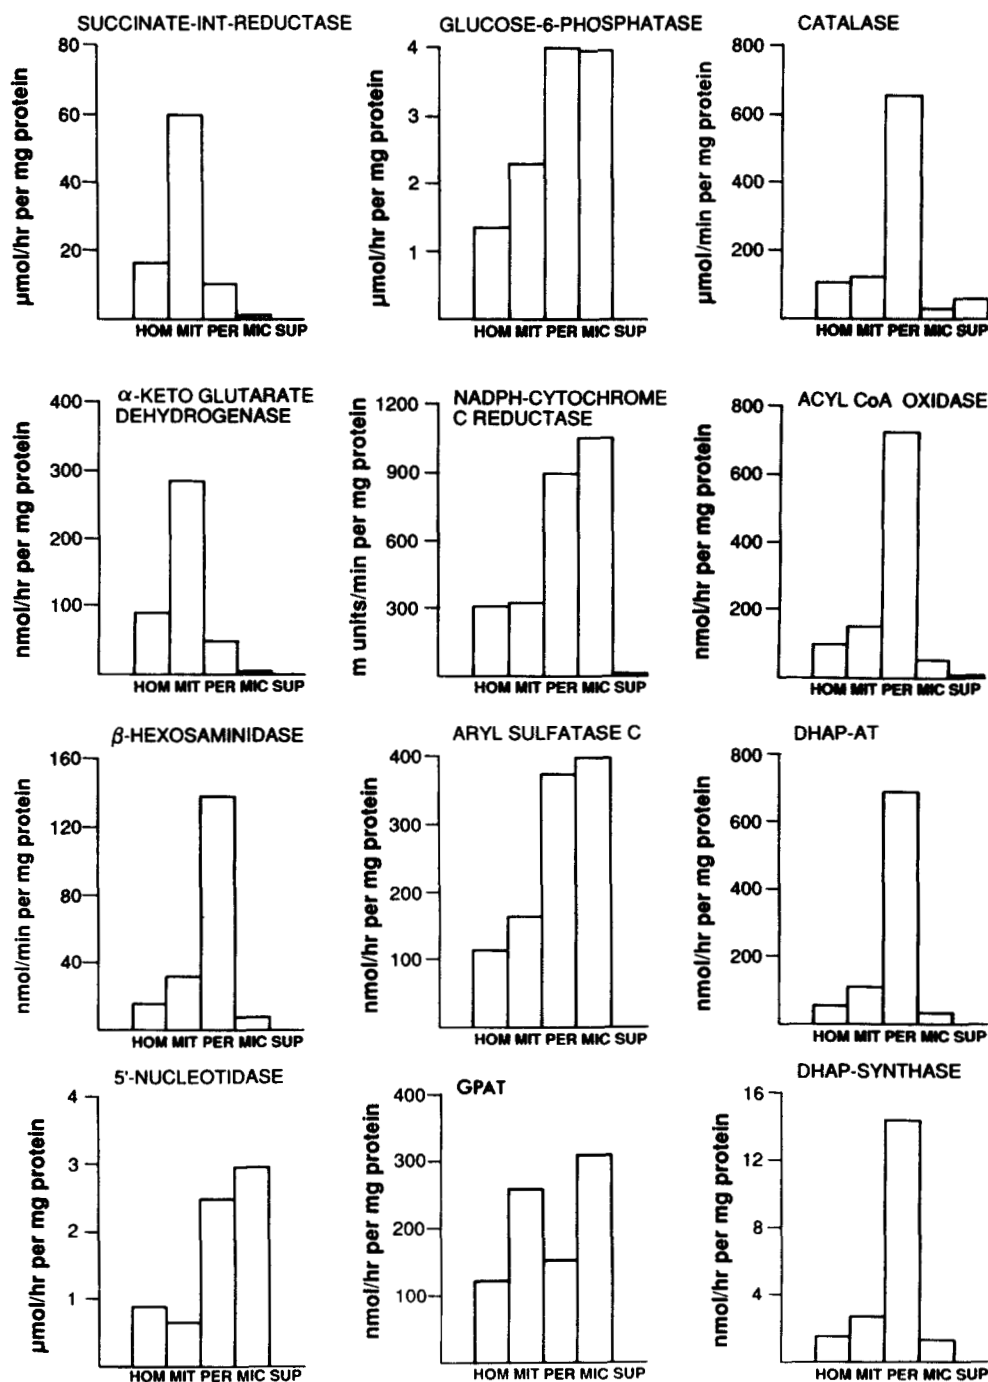 SUCCINATE-INT-REDUCTASE
µmol/hr per mg protein
80
60
40
20
HOM MIT PER MIC SUP
GLUCOSE-6-PHOSPHATASE
µmol/hr per mg protein
4
3
2
1
HOM MIT PER MIC SUP
CATALASE
µmol/min per mg protein
800
600
400
200
HOM MIT PER MIC SUP
α-KETO GLUTARATE
DEHYDROGENASE
nmol/hr per mg protein
400
300
200
100
HOM MIT PER MIC SUP
NADPH-CYTOCHROME
C REDUCTASE
m units/min per mg protein
1200
900
600
300
HOM MIT PER MIC SUP
ACYL CoA OXIDASE
nmol/hr per mg protein
800
600
400
200
HOM MIT PER MIC SUP
β-HEXOSAMINIDASE
nmol/min per mg protein
160
120
80
40
HOM MIT PER MIC SUP
ARYL SULFATASE C
nmol/hr per mg protein
400
300
200
100
HOM MIT PER MIC SUP
DHAP-AT
nmol/hr per mg protein
800
600
400
200
HOM MIT PER MIC SUP
5'-NUCLEOTIDASE
µmol/hr per mg protein
4
3
2
1
HOM MIT PER MIC SUP
GPAT
nmol/hr per mg protein
400
300
200
100
HOM MIT PER MIC SUP
DHAP-SYNTHASE
nmol/hr per mg protein
16
12
8
4
HOM MIT PER MIC SUP